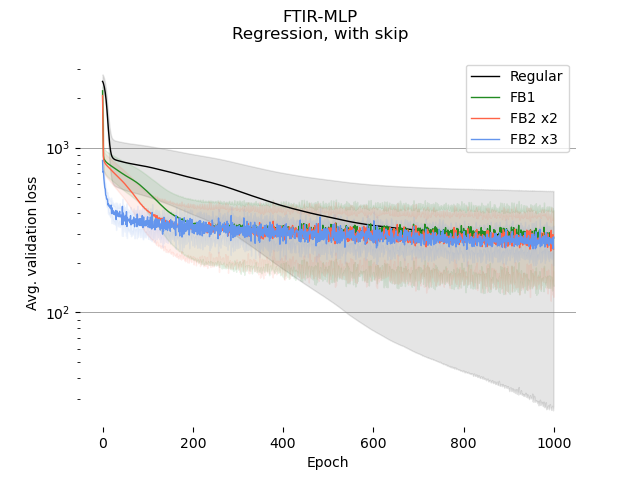 FTIR-MLP
Regression, with skip
Regular
FB1
FB2 x2
FB2 x3
10³
10²
Avg. validation loss
0 200 400 600 800 1000
Epoch